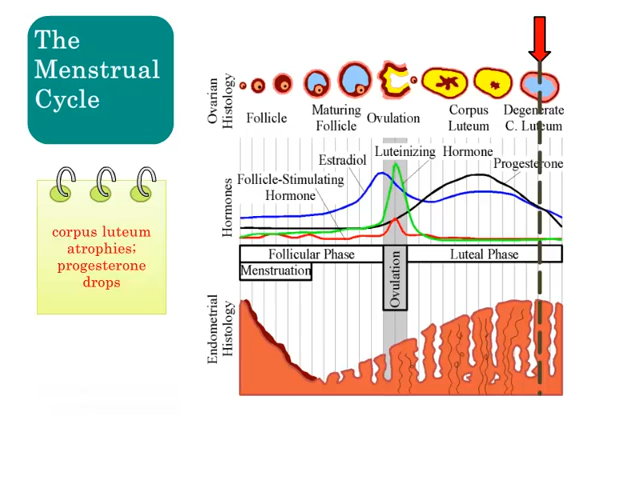 The
Menstrual
Cycle
corpus luteum
atrophies;
progesterone
drops
Ovarian
Histology
Follicle
Maturing
Follicle
Ovulation
Corpus
Luteum
Degenerate
C. Luteum
Hormones
Estradiol
Luteinizing Hormone
Progesterone
Follicle-Stimulating
Hormone
Follicular Phase
Luteal Phase
Menstruation
Ovulation
Endometrial
Histology